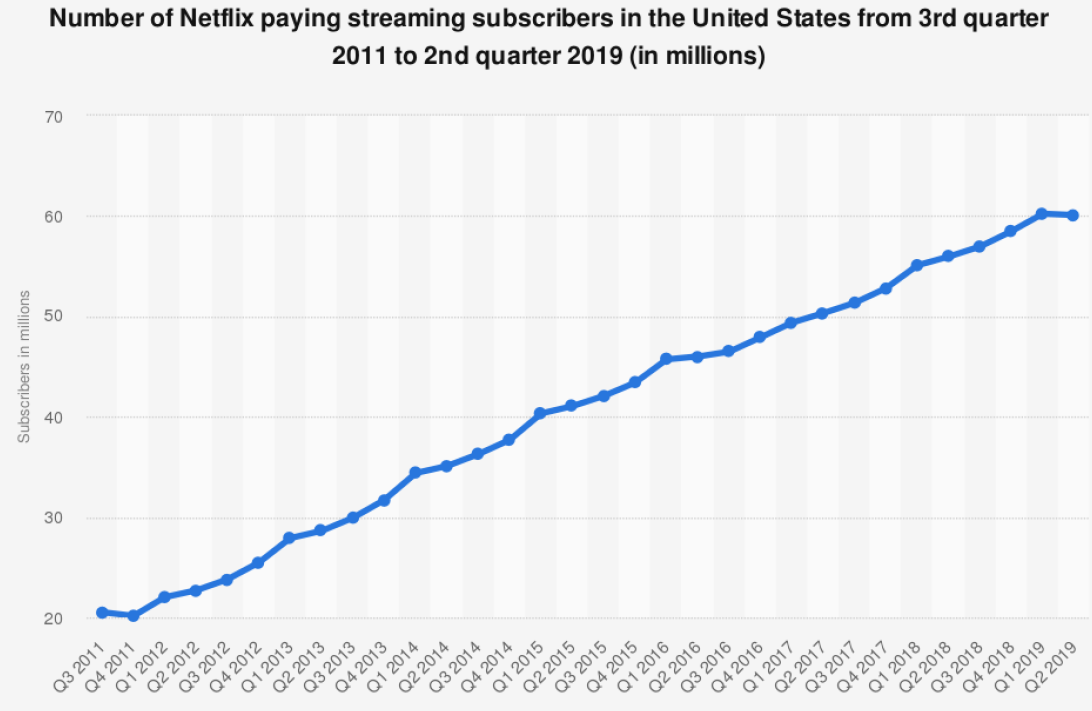 Number of Netflix paying streaming subscribers in the United States from 3rd quarter
2011 to 2nd quarter 2019 (in millions)
70
60
50
40
30
20
Subscribers in millions
Q3 2011
Q4 2011
Q1 2012
Q2 2012
Q3 2012
Q4 2012
Q1 2013
Q2 2013
Q3 2013
Q4 2013
Q1 2014
Q2 2014
Q3 2014
Q4 2014
Q1 2015
Q2 2015
Q3 2015
Q4 2015
Q1 2016
Q2 2016
Q3 2016
Q4 2016
Q1 2017
Q2 2017
Q3 2017
Q4 2017
Q1 2018
Q2 2018
Q3 2018
Q4 2018
Q1 2019
Q2 2019